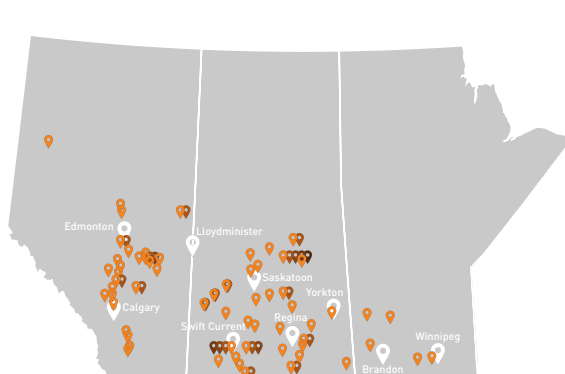 Edmonton
Lloydminister
Saskatoon
Yorkton
Calgary
Regina
Swift Current
Winnipeg
Brandon